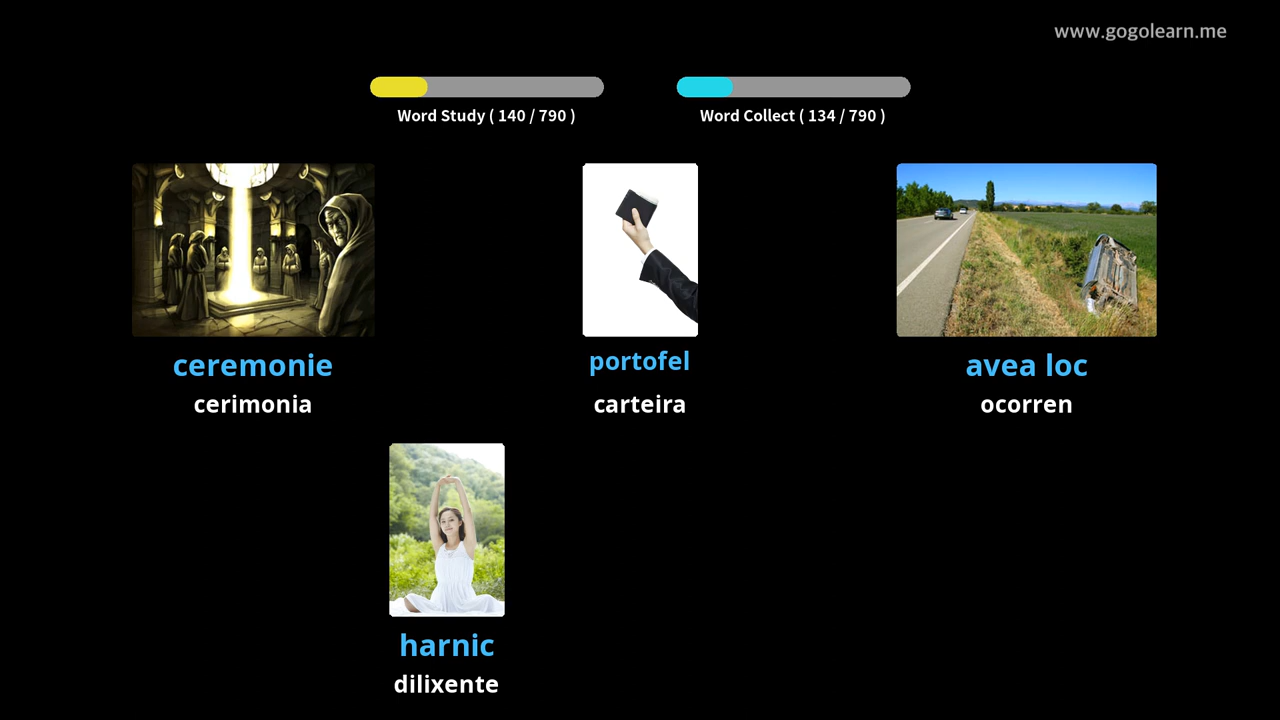 www.gogolearn.me
Word Study ( 140 / 790 )
Word Collect ( 134 / 790 )
ceremonie
cerimonia
portofel
carteira
avea loc
ocorren
harnic
dilixente